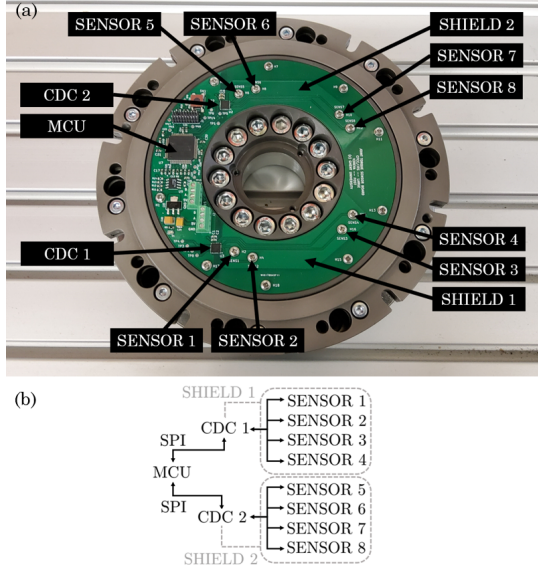 (a)
SENSOR 5
SENSOR 6
SHIELD 2
SENSOR 7
SENSOR 8
CDC 2
MCU
CDC 1
SENSOR 4
SENSOR 3
SHIELD 1
SENSOR 1
SENSOR 2
(b)
SHIELD 1
CDC 1
SENSOR 1
SENSOR 2
SENSOR 3
SENSOR 4
SPI
MCU
SPI
CDC 2
SENSOR 5
SENSOR 6
SENSOR 7
SENSOR 8
SHIELD 2